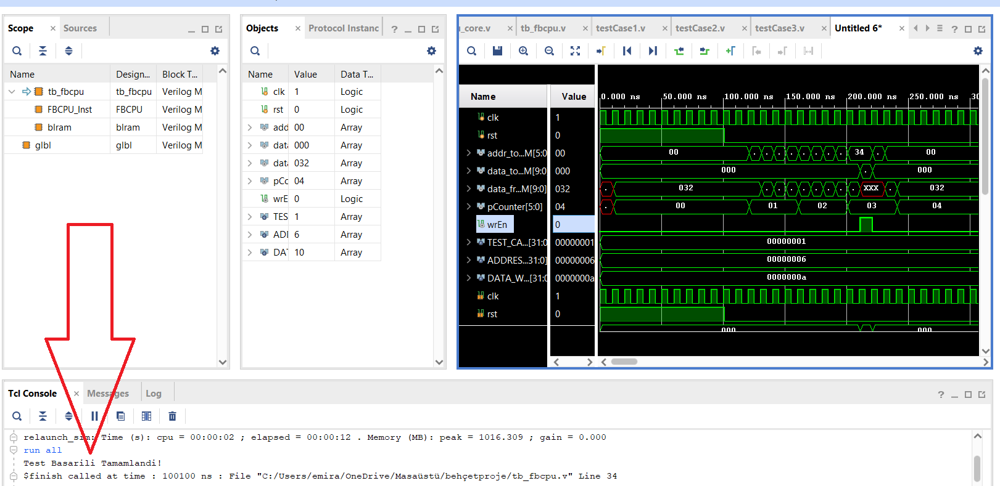 Scope × Sources
Name Design... Block T...
tb_fbcpu tb_fbcpu Verilog M
FBCPU_Inst FBCPU Verilog M
blram blram Verilog M
glbl glbl Verilog M
Objects × Protocol Instanc ?
Name Value Data T...
clk 1 Logic
rst 0 Logic
add 00 Array
data 000 Array
data 032 Array
pCo 04 Array
wrE 0 Logic
TES 1 Array
ADI 6 Array
DAT 10 Array
_core.v × tb_fbcpu.v × testCase1.v × testCase2.v × testCase3.v × Untitled 6* × ?
Name Value
0.000 ns 50.000 ns 100.000 ns 150.000 ns 200.000 ns 250.000 ns 30
clk 1
rst 0
addr_to...M[5:0 00 00 . . . . . . . . 34 . 00
data_to...M[9:0] 000 000 . 000
data_fr...M[9:0] 032 . 032 . . . . . . . . XXX . 032
pCounter[5:0] 04 . 00 01 02 03 04
wrEn 0
TEST_CA...[31:0 00000001 00000001
ADDRES...31:0] 00000006 00000006
DATA_W...[31:0 0000000a 0000000a
clk 1
rst 0
000 000
Tcl Console × Messages Log ?
relaunch_sim: Time (s): cpu = 00:00:02 ; elapsed = 00:00:12 . Memory (MB): peak = 1016.309 ; gain = 0.000
run all
Test Basarili Tamamlandi!
$finish called at time : 100100 ns : File "C:/Users/emira/OneDrive/Masaüstü/behçetproje/tb_fbcpu.v" Line 34